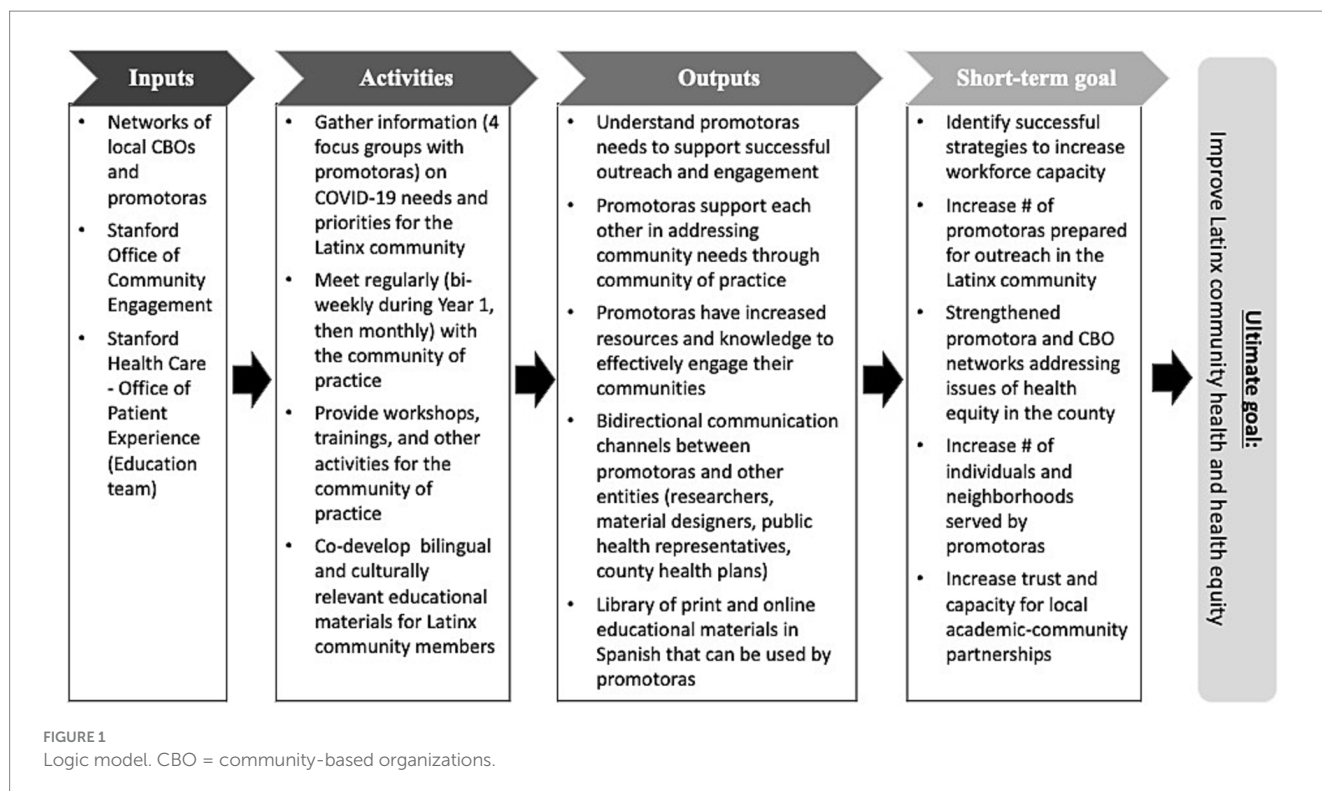 Inputs
Networks of
local CBOs
and
promotoras
Stanford
Office of
Community
Engagement
Stanford
Health Care
- Office of
Patient
Experience
(Education
team)
Activities
Gather information (4
focus groups with
promotoras) on
COVID-19 needs and
priorities for the
Latinx community
Meet regularly (bi-
weekly during Year 1,
then monthly) with
the community of
practice
Provide workshops,
trainings, and other
activities for the
community of
practice
Co-develop bilingual
and culturally
relevant educational
materials for Latinx
community members
Outputs
Understand promotoras
needs to support successful
outreach and engagement
Promotoras support each
other in addressing
community needs through
community of practice
Promotoras have increased
resources and knowledge to
effectively engage their
communities
Bidirectional communication
channels between
promotoras and other
entities (researchers,
material designers, public
health representatives,
county health plans)
Library of print and online
educational materials in
Spanish that can be used by
promotoras
Short-term goal
Identify successful
strategies to increase
workforce capacity
Increase # of
promotoras prepared
for outreach in the
Latinx community
Strengthened
promotora and CBO
networks addressing
issues of health
equity in the county
Increase # of
individuals and
neighborhoods
served by
promotoras
Increase trust and
capacity for local
academic-community
partnerships
Ultimate goal:
Improve Latinx community health and health equity
FIGURE 1
Logic model. CBO = community-based organizations.